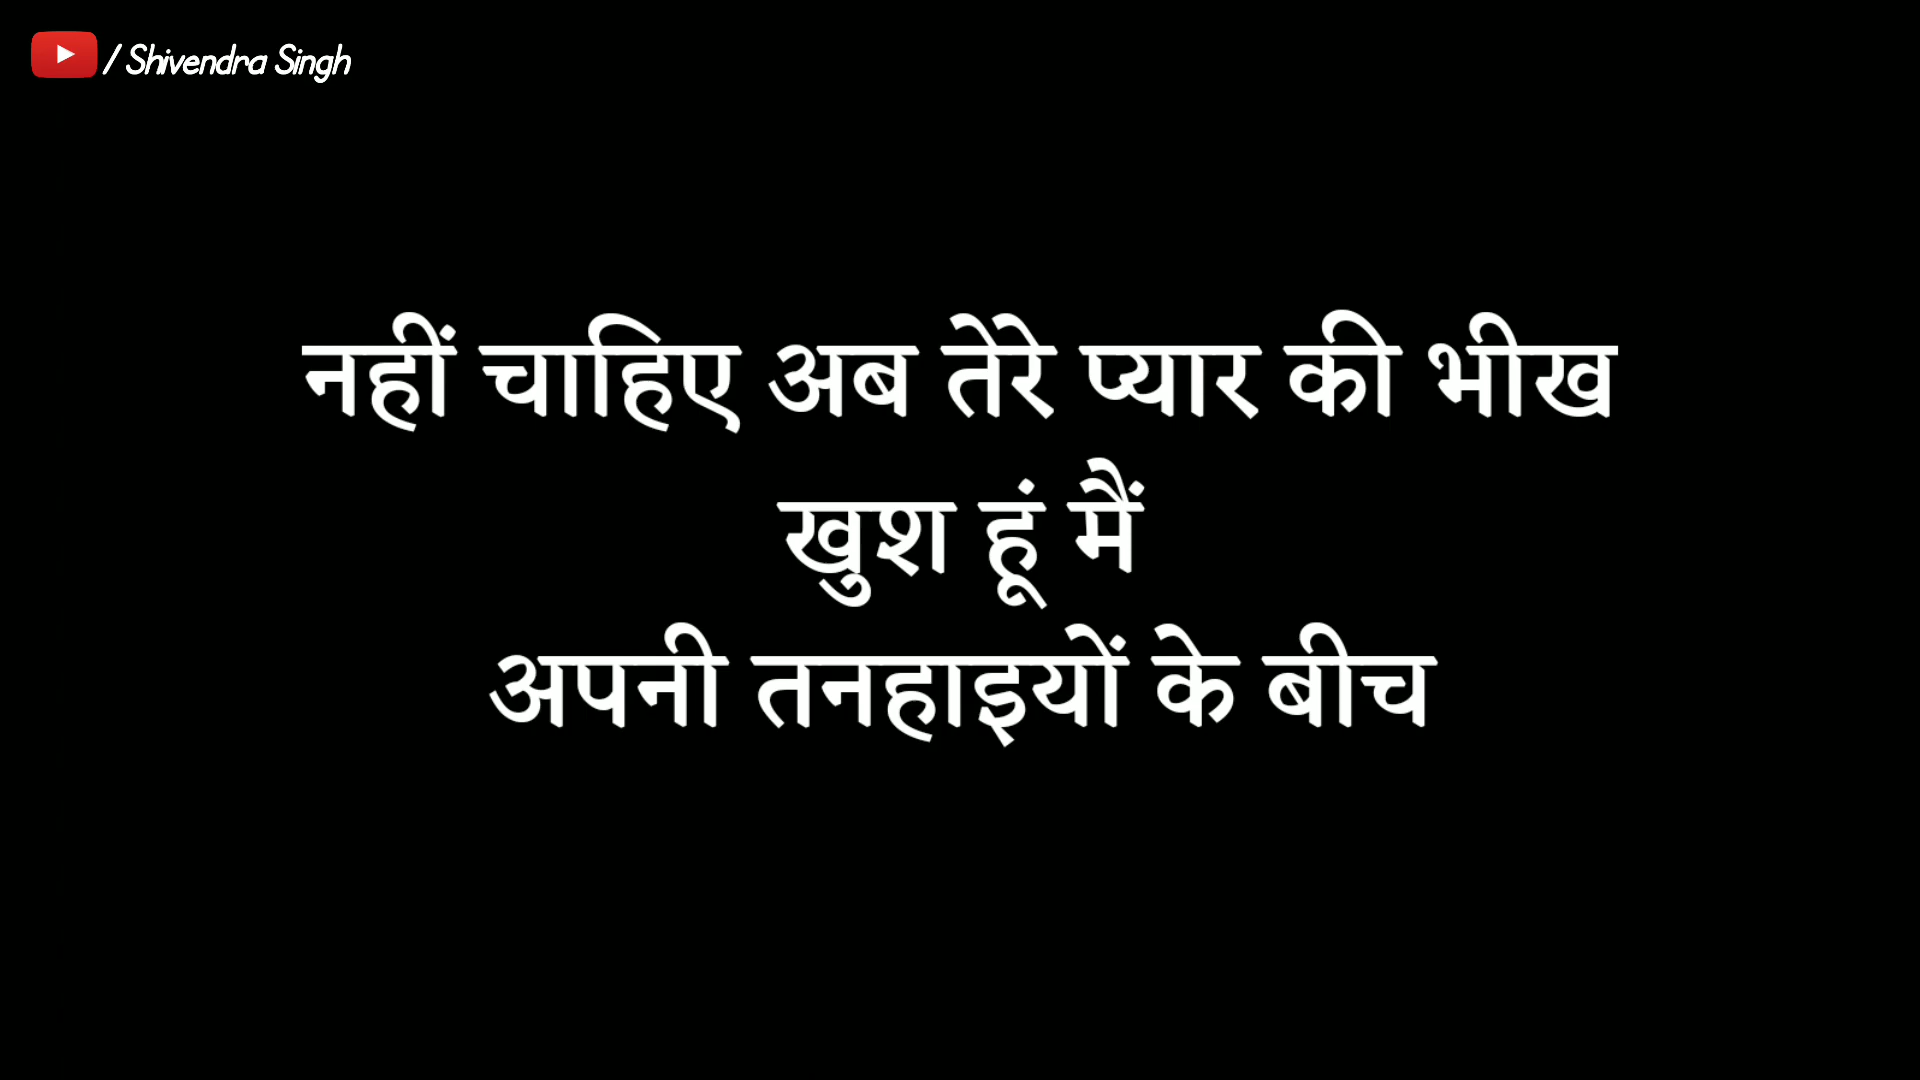 / Shivendra Singh
नहीं चाहिए अब तेरे प्यार की भीख
खुश हूं मैं
अपनी तनहाइयों के बीच